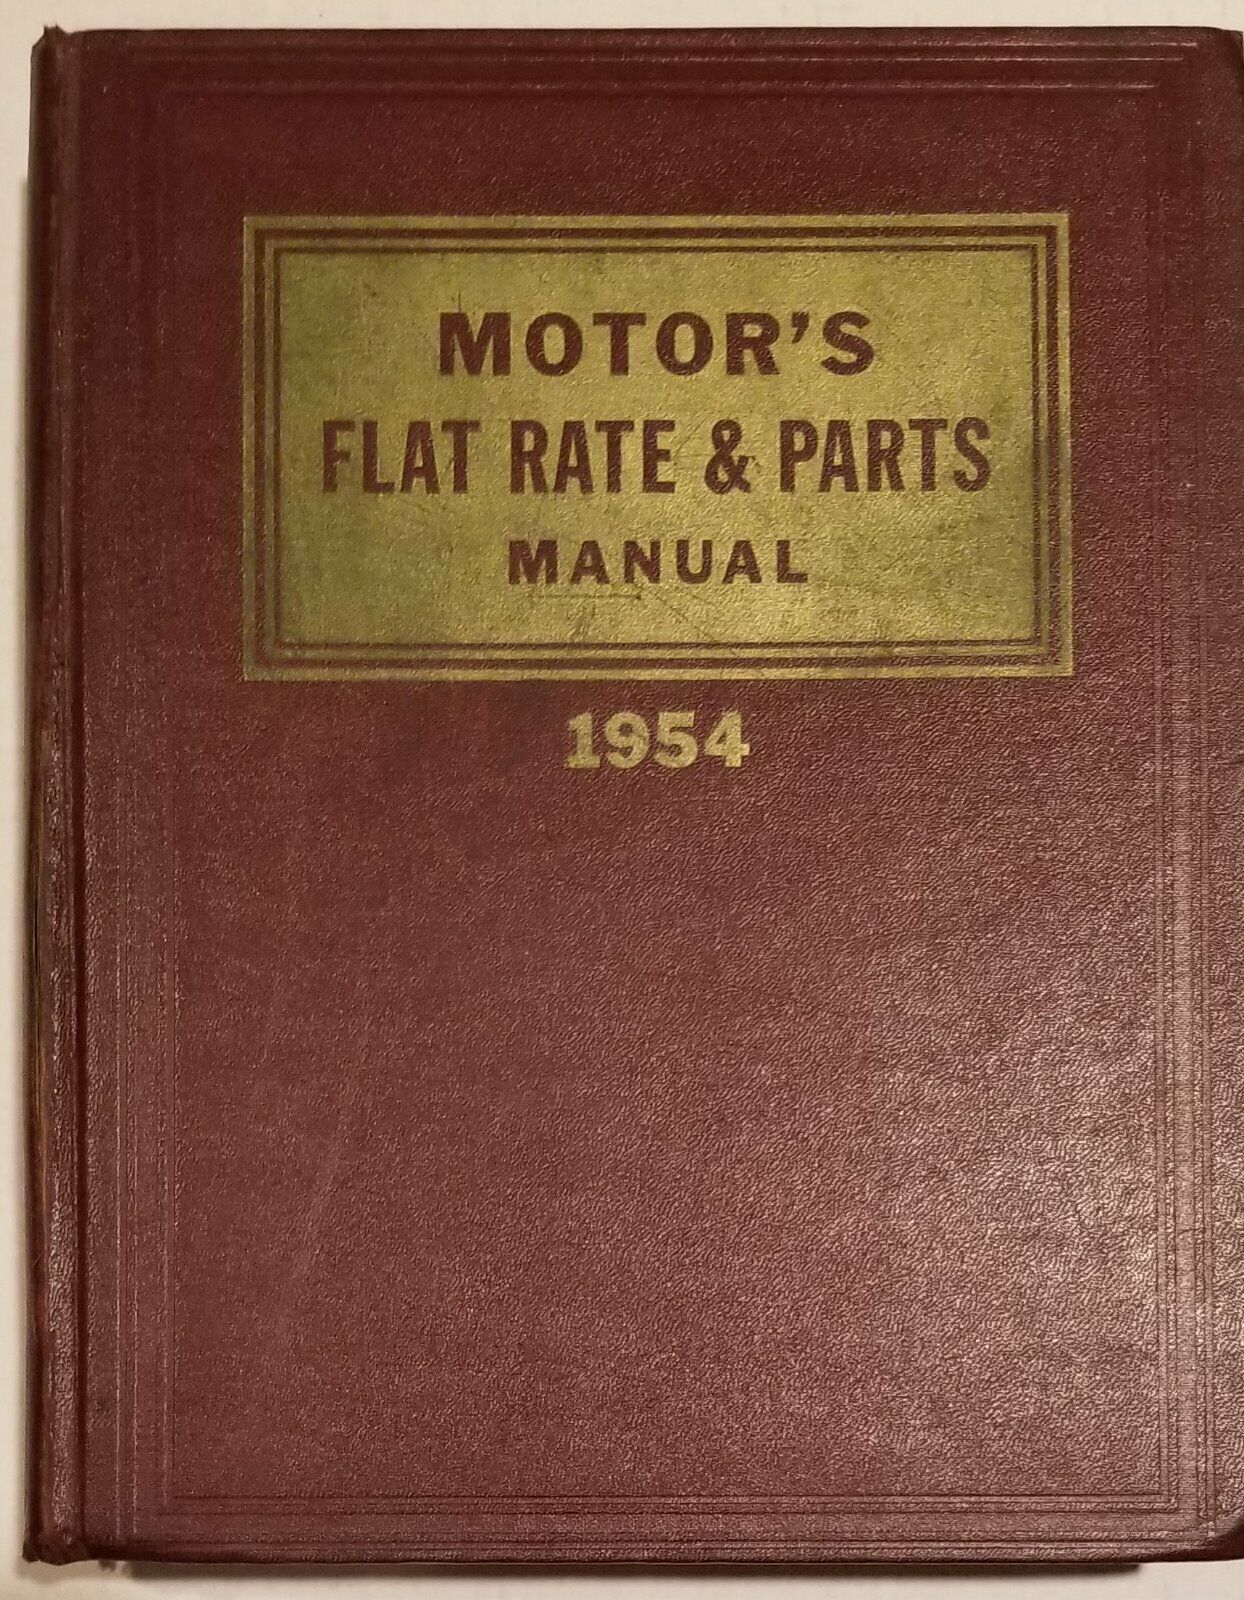 MOTOR'S
FLAT RATE & PARTS
MANUAL
1954